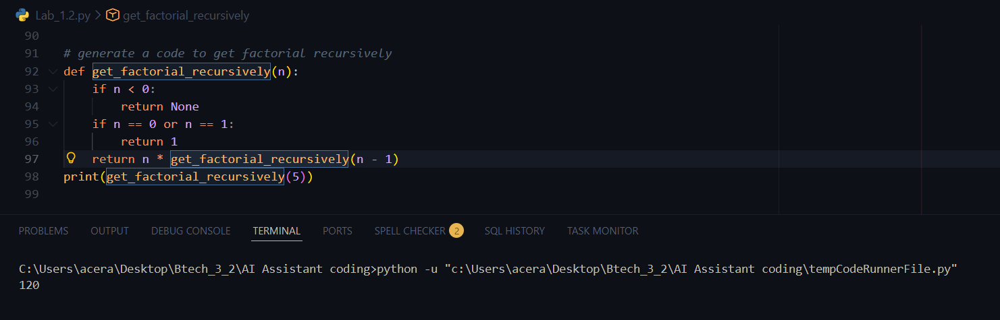 Lab_1.2.py > get_factorial_recursively
90
91 # generate a code to get factorial recursively
92 def get_factorial_recursively(n):
93     if n < 0:
94         return None
95     if n == 0 or n == 1:
96         return 1
97     return n * get_factorial_recursively(n - 1)
98 print(get_factorial_recursively(5))
99
PROBLEMS OUTPUT DEBUG CONSOLE TERMINAL PORTS SPELL CHECKER 2 SQL HISTORY TASK MONITOR
C:\Users\acera\Desktop\Btech_3_2\AI Assistant coding>python -u "c:\Users\acera\Desktop\Btech_3_2\AI Assistant coding\tempCodeRunnerFile.py"
120